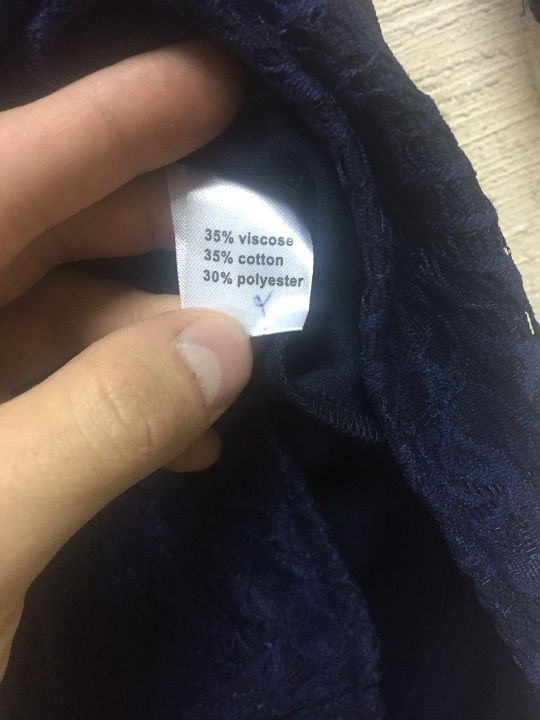 35% viscose
35% cotton
30% polyester